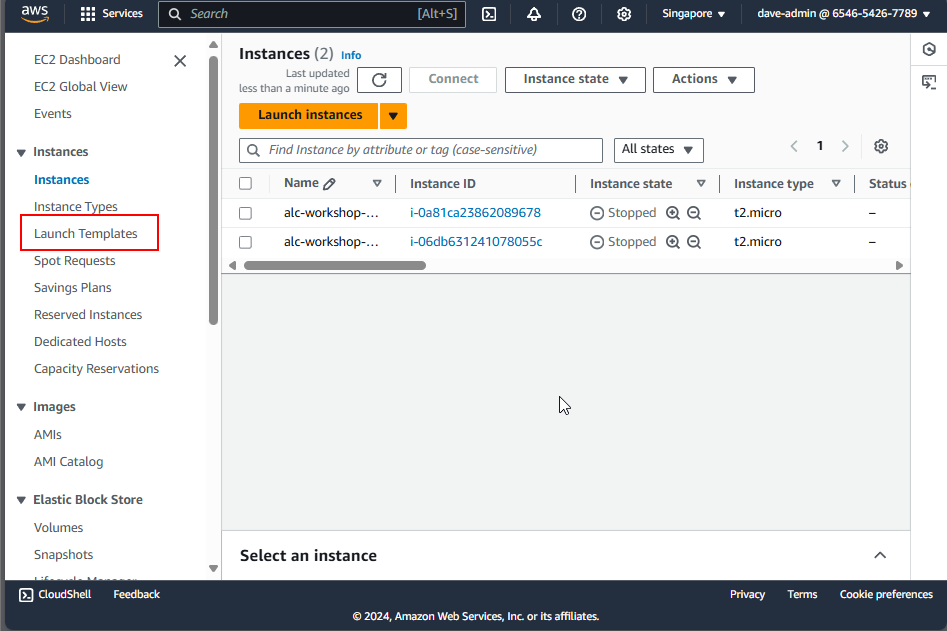 aws Services Search [Alt+S] Singapore dave-admin @ 6546-5426-7789
EC2 Dashboard
EC2 Global View
Events
Instances
Instances
Instance Types
Launch Templates
Spot Requests
Savings Plans
Reserved Instances
Dedicated Hosts
Capacity Reservations
Images
AMIs
AMI Catalog
Elastic Block Store
Volumes
Snapshots
Lifecycle Manager
Instances (2) Info
Last updated
less than a minute ago
Connect Instance state Actions
Launch instances
Find Instance by attribute or tag (case-sensitive) All states 1
Name Instance ID Instance state Instance type Status
alc-workshop-... i-0a81ca23862089678 Stopped t2.micro –
alc-workshop-... i-06db631241078055c Stopped t2.micro –
Select an instance
CloudShell Feedback Privacy Terms Cookie preferences
© 2024, Amazon Web Services, Inc. or its affiliates.